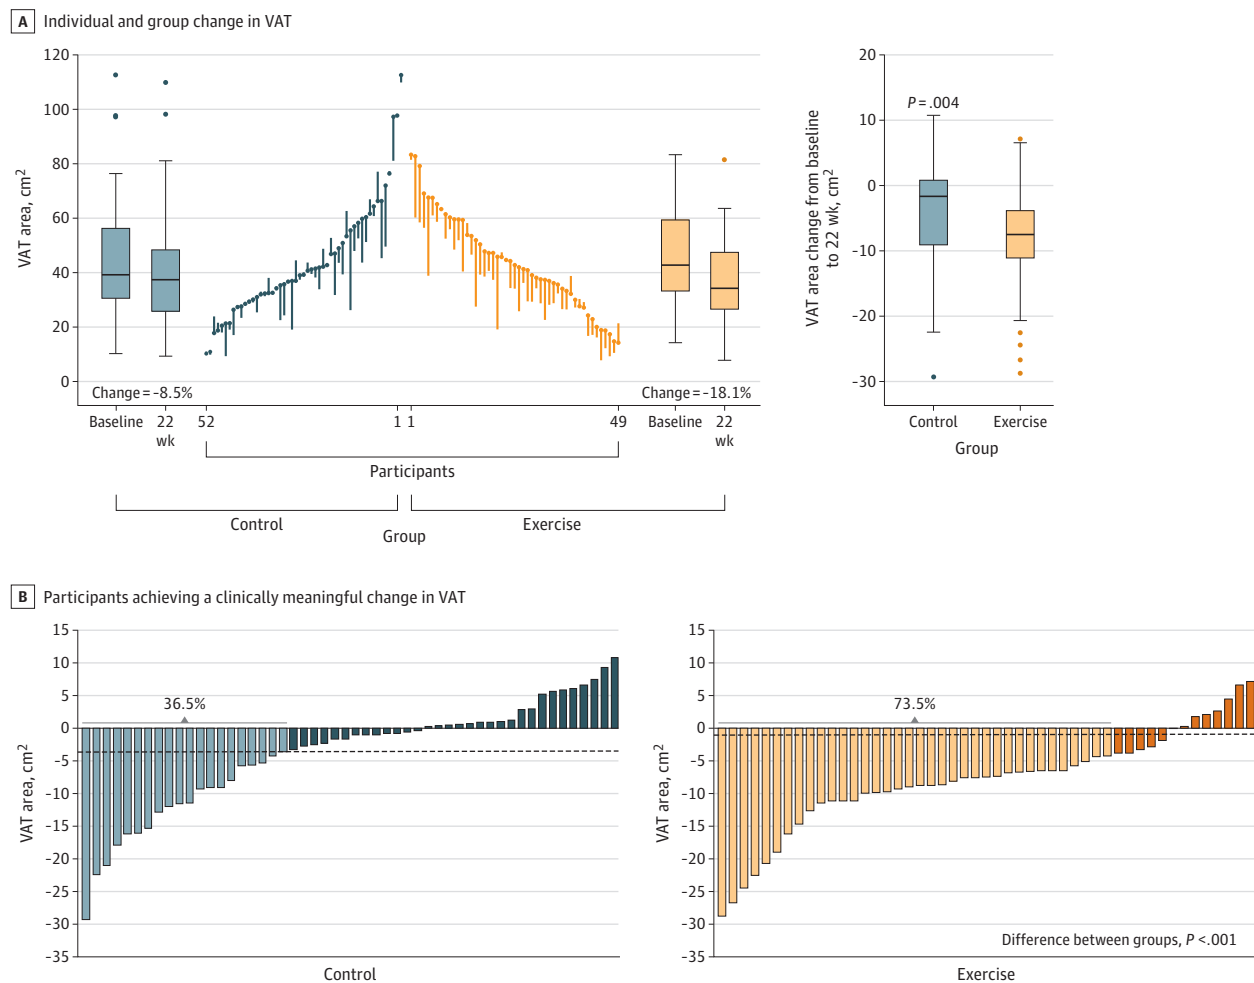 A Individual and group change in VAT
120
100
80
60
40
20
0
VAT area, cm2
Change = –8.5%
Change = –18.1%
Baseline
22
wk
52
1 1
49
Baseline
22
wk
Participants
Control
Exercise
Group
20
10
0
-10
-20
-30
VAT area change from baseline
to 22 wk, cm2
P = .004
Control
Exercise
Group
B Participants achieving a clinically meaningful change in VAT
15
10
5
0
-5
-10
-15
-20
-25
-30
-35
VAT area, cm2
36.5%
Control
15
10
5
0
-5
-10
-15
-20
-25
-30
-35
VAT area, cm2
73.5%
Difference between groups, P <.001
Exercise